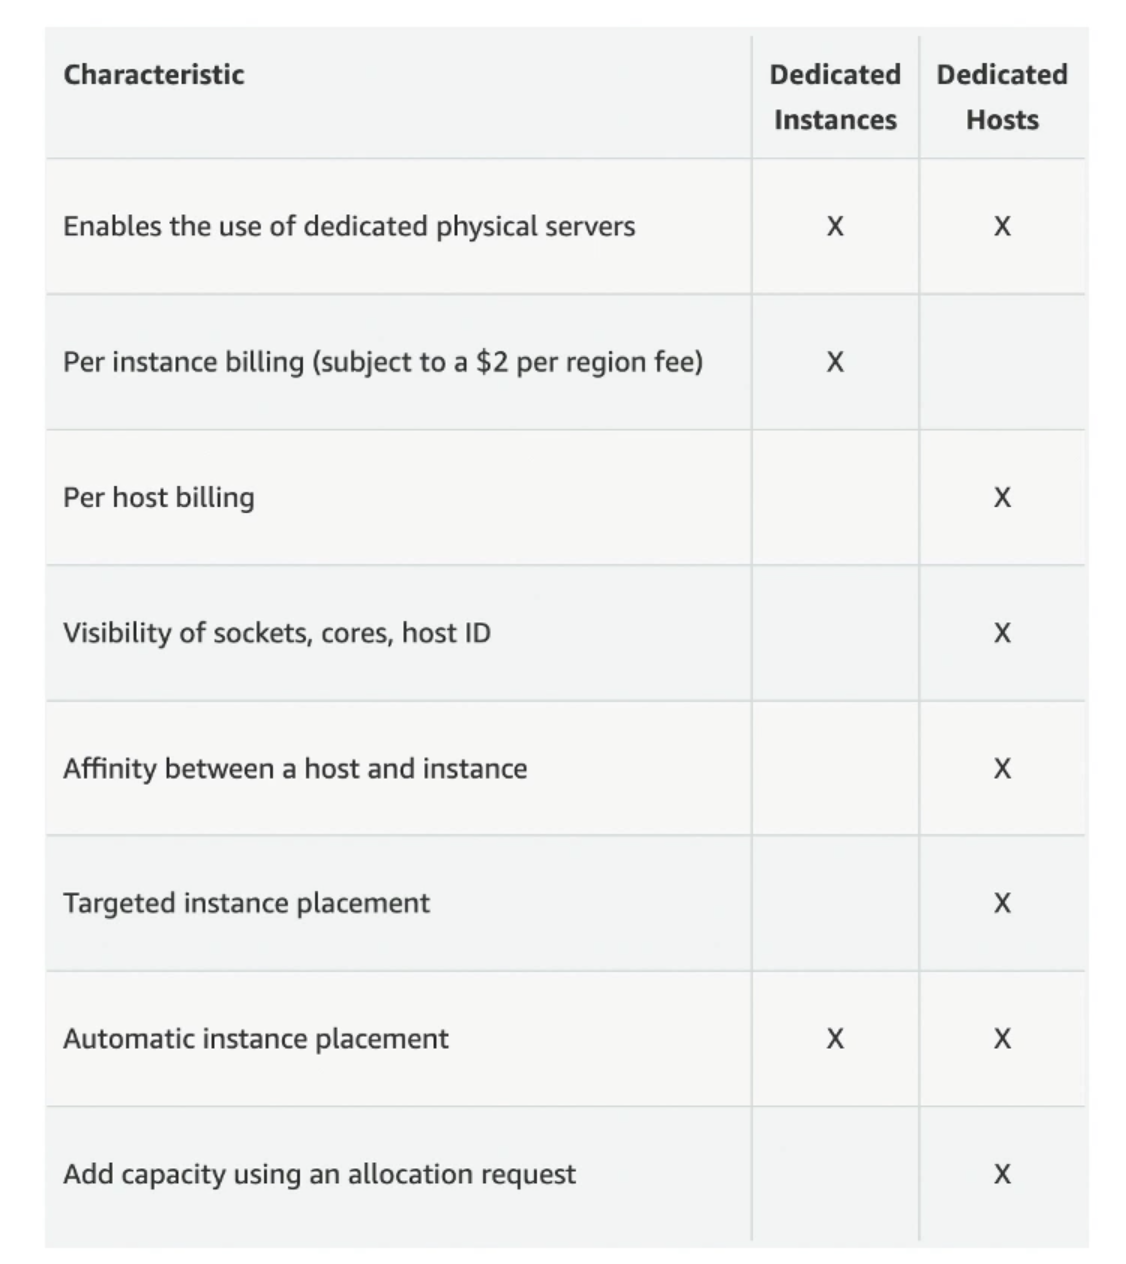 Characteristic Dedicated Instances Dedicated Hosts
Enables the use of dedicated physical servers X X
Per instance billing (subject to a $2 per region fee) X
Per host billing X
Visibility of sockets, cores, host ID X
Affinity between a host and instance X
Targeted instance placement X
Automatic instance placement X X
Add capacity using an allocation request X